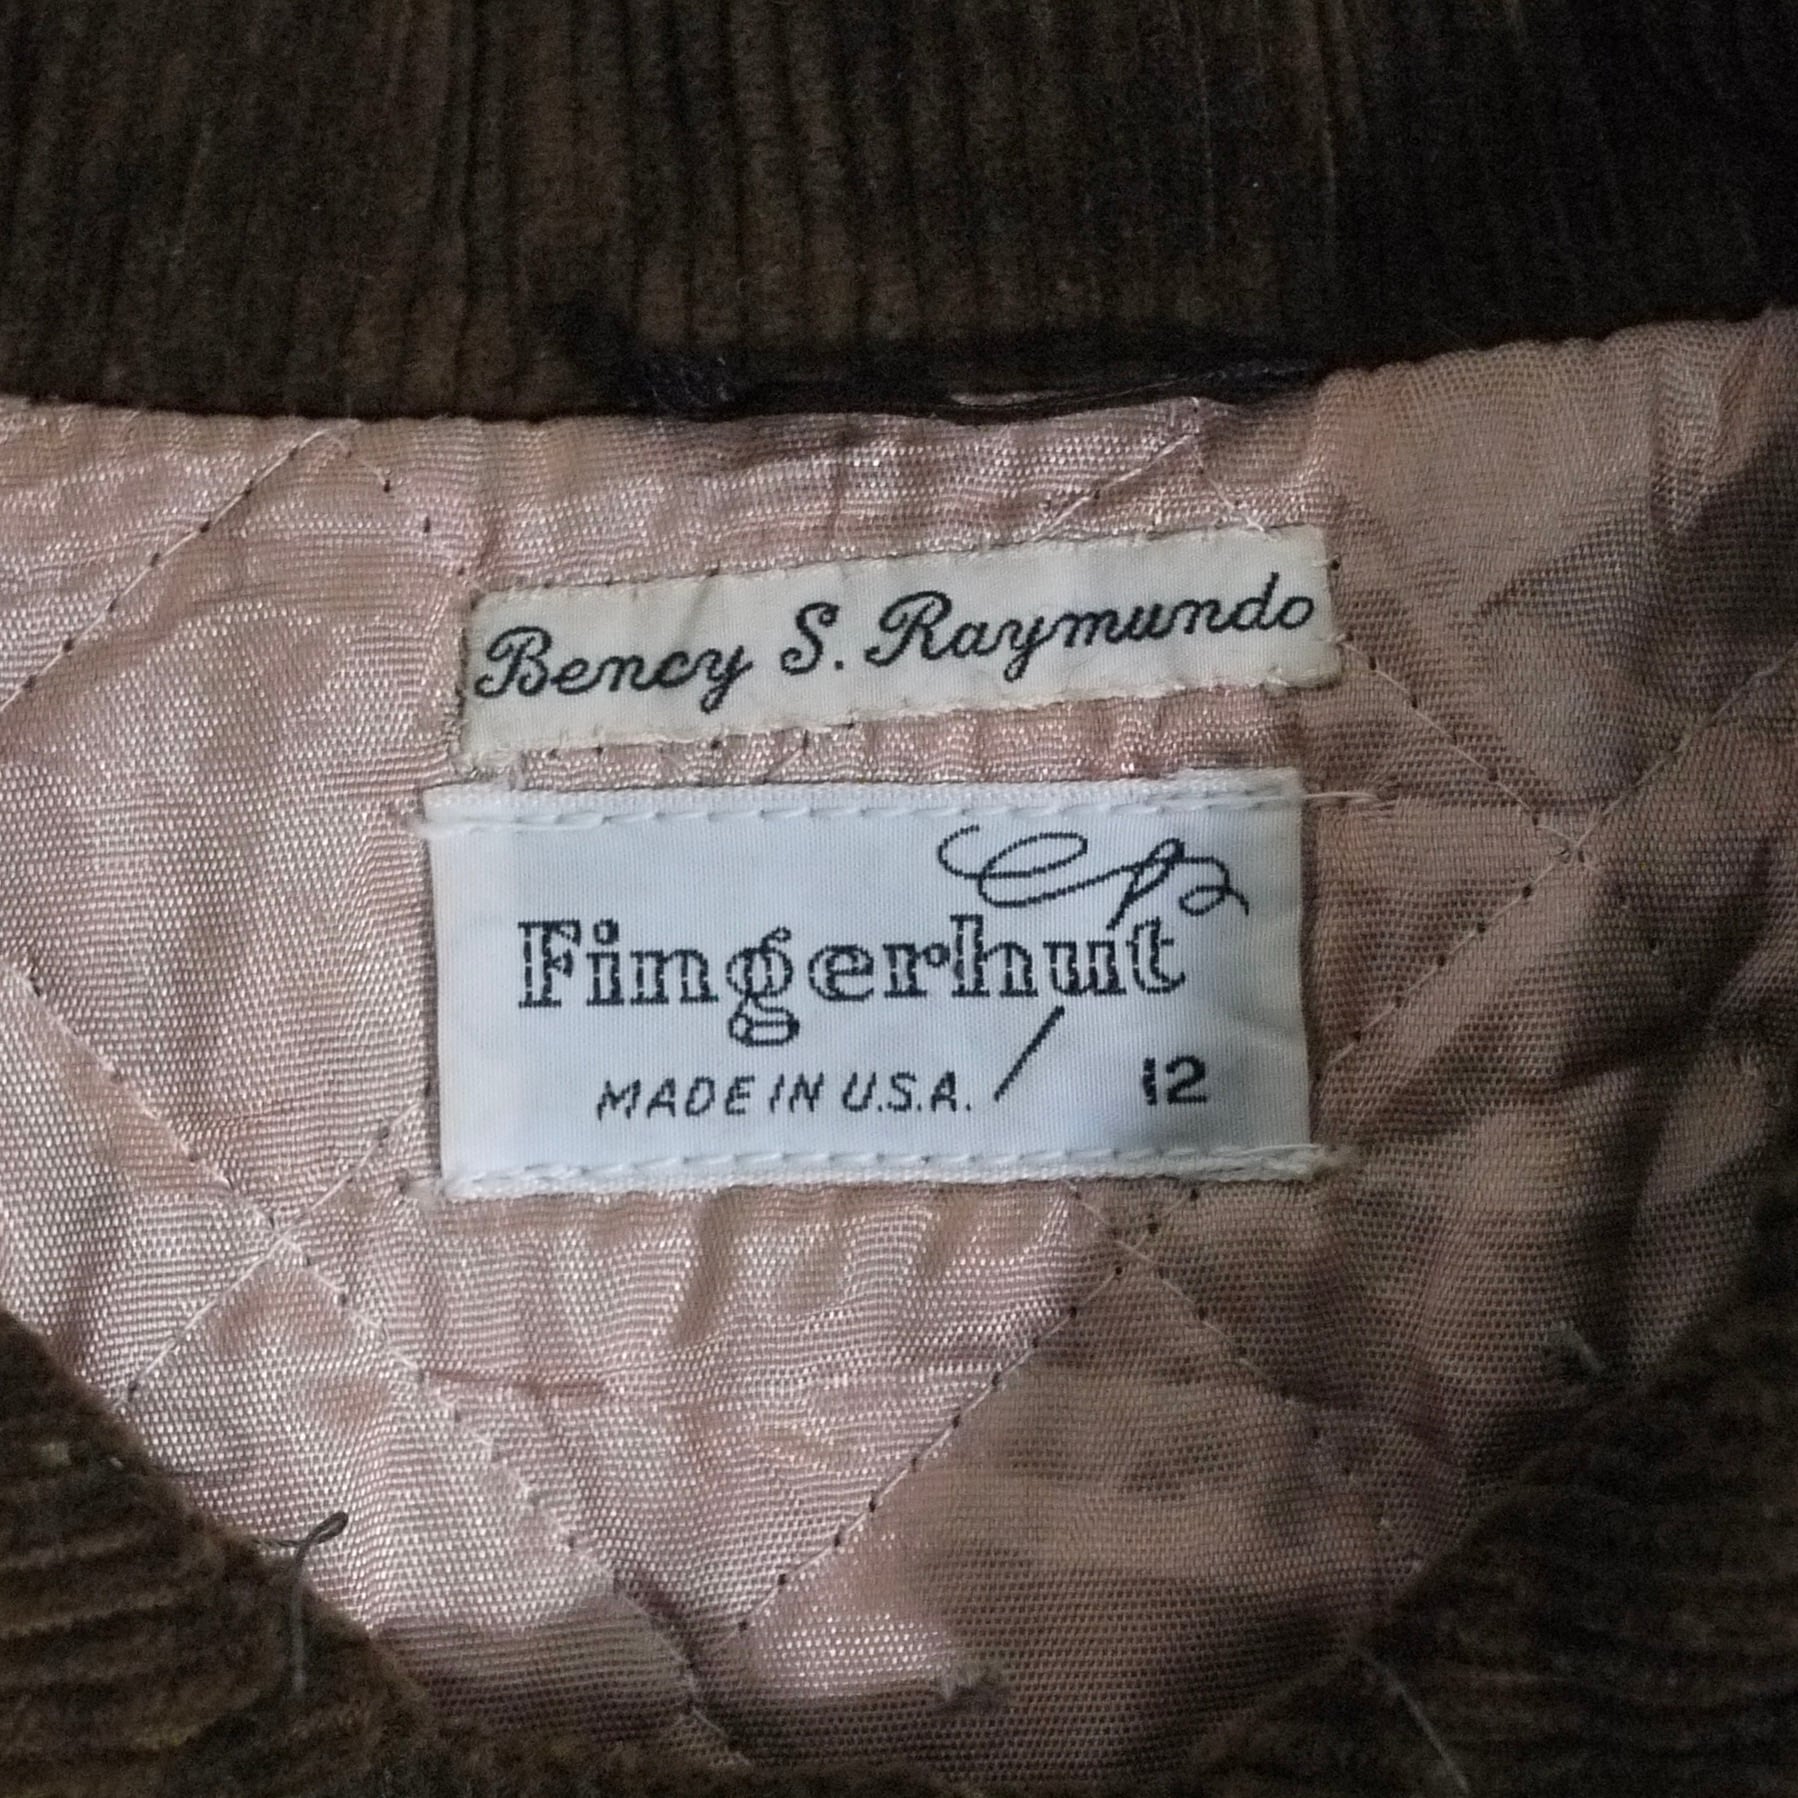 Bency S. Raymundo
Fingerhut
MADE IN U.S.A. / 12